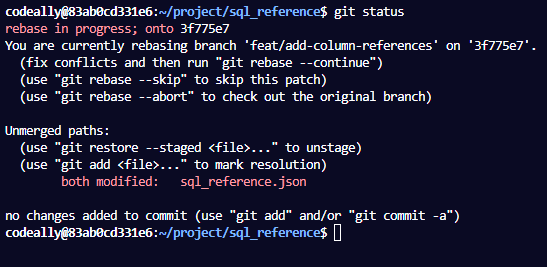 codeally@83ab0cd331e6:~/project/sql_reference$ git status
rebase in progress; onto 3f775e7
You are currently rebasing branch 'feat/add-column-references' on '3f775e7'.
  (fix conflicts and then run "git rebase --continue")
  (use "git rebase --skip" to skip this patch)
  (use "git rebase --abort" to check out the original branch)

Unmerged paths:
  (use "git restore --staged <file>..." to unstage)
  (use "git add <file>..." to mark resolution)
        both modified:   sql_reference.json

no changes added to commit (use "git add" and/or "git commit -a")
codeally@83ab0cd331e6:~/project/sql_reference$